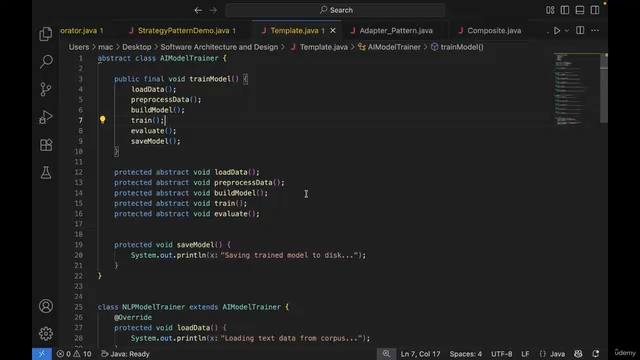 Search
orator.java 1
StrategyPatternDemo.java 1
Template.java 1
Adapter_Pattern.java
Composite.java
Users > mac > Desktop > Software Architecture and Design > Template.java > AIModelTrainer > trainModel()
1 abstract class AIModelTrainer {
2
3 public final void trainModel() {
4 loadData();
5 preprocessData();
6 buildModel();
7 train();
8 evaluate();
9 saveModel();
10 }
11
12 protected abstract void loadData();
13 protected abstract void preprocessData();
14 protected abstract void buildModel();
15 protected abstract void train();
16 protected abstract void evaluate();
17
18
19 protected void saveModel() {
20 System.out.println(x: "Saving trained model to disk...");
21 }
22 }
23
24
25 class NLPModelTrainer extends AIModelTrainer {
26 @Override
27 protected void loadData() {
28 System.out.println(x: "Loading text data from corpus...");
0 10 Java: Ready
Ln 7, Col 17 Spaces: 4 UTF-8 LF {} Java
udemy